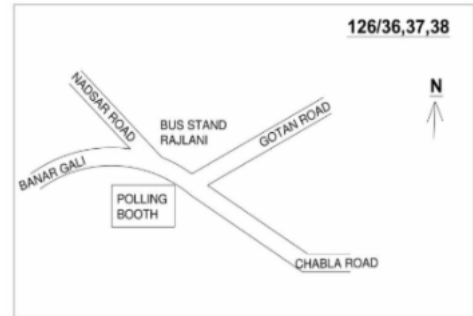 126/36,37,38
N
NADSAR ROAD
BUS STAND
RAJLANI
GOTAN ROAD
BANAR GALI
POLLING
BOOTH
CHABLA ROAD